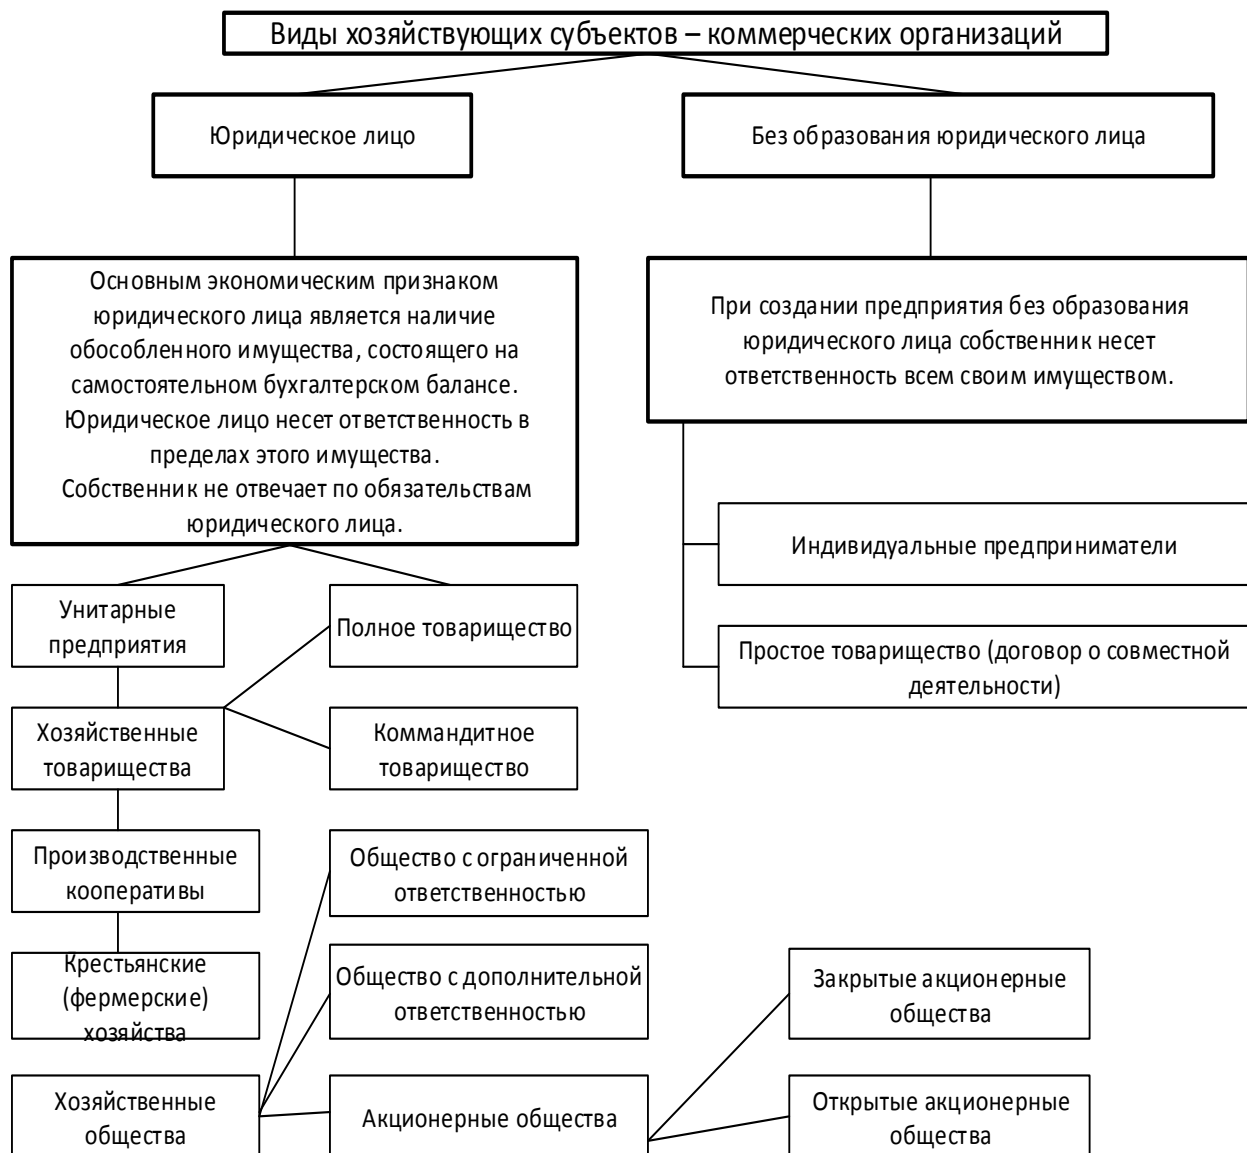 Виды хозяйствующих субъектов – коммерческих организаций
Юридическое лицо
Без образования юридического лица
Основным экономическим признаком
юридического лица является наличие
обособленного имущества, состоящего на
самостоятельном бухгалтерском балансе.
Юридическое лицо несет ответственность в
пределах этого имущества.
Собственник не отвечает по обязательствам
юридического лица.
При создании предприятия без образования
юридического лица собственник несет
ответственность всем своим имуществом.
Индивидуальные предприниматели
Простое товарищество (договор о совместной
деятельности)
Унитарные
предприятия
Полное товарищество
Хозяйственные
товарищества
Коммандитное
товарищество
Производственные
кооперативы
Общество с ограниченной
ответственностью
Крестьянские
(фермерские)
хозяйства
Общество с дополнительной
ответственностью
Закрытые акционерные
общества
Хозяйственные
общества
Акционерные общества
Открытые акционерные
общества